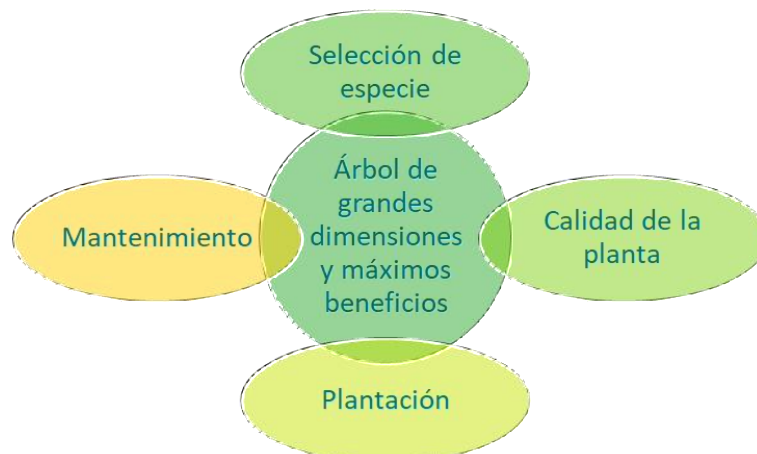 Selección de
especie
Árbol de
grandes
dimensiones
y máximos
beneficios
Mantenimiento
Calidad de la
planta
Plantación